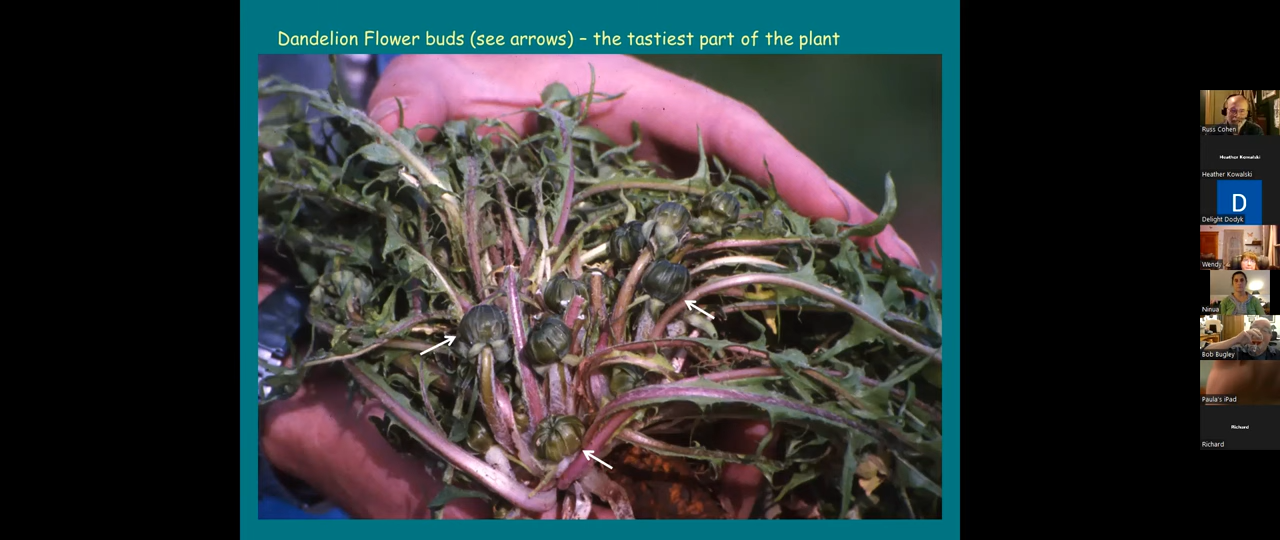 Dandelion Flower buds (see arrows) – the tastiest part of the plant
Russ Cohen
Heather Kowalski
Heather Kowalski
D
Delight Dodyk
Wendy
Ninua
Bob Bugley
Paula's iPad
Richard
Richard